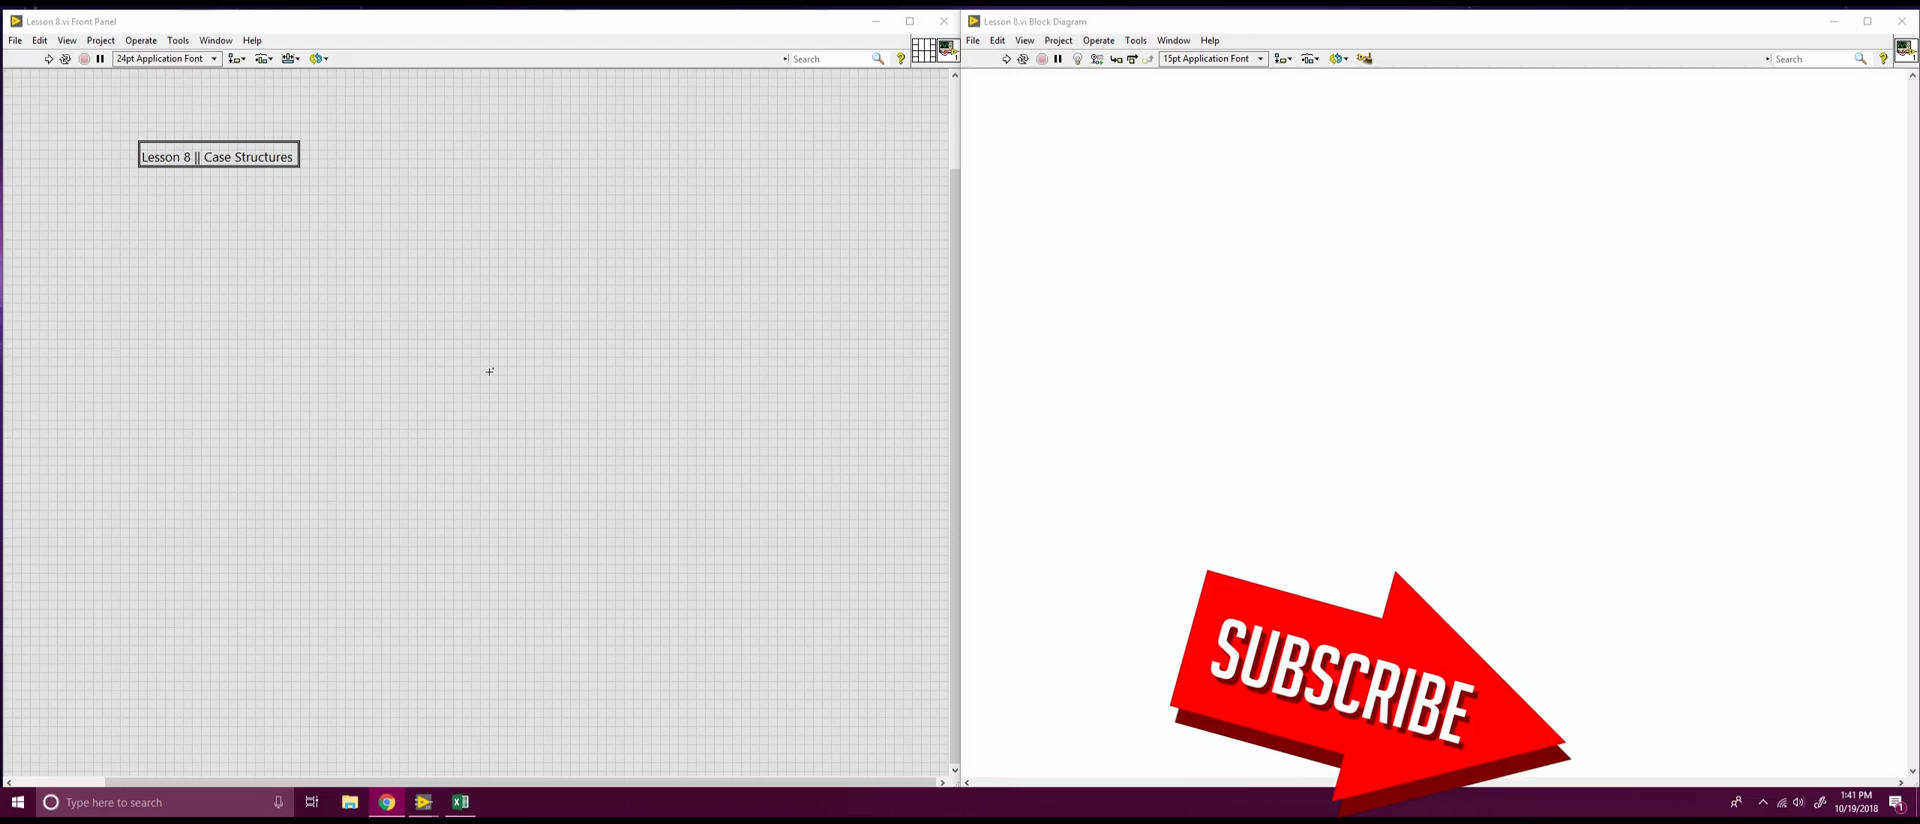 Lesson 8.vi Front Panel
File Edit View Project Operate Tools Window Help
24pt Application Font
Search
Lesson 8 || Case Structures
Lesson 8.vi Block Diagram
File Edit View Project Operate Tools Window Help
15pt Application Font
Search
SUBSCRIBE
Type here to search
1:41 PM
10/19/2018